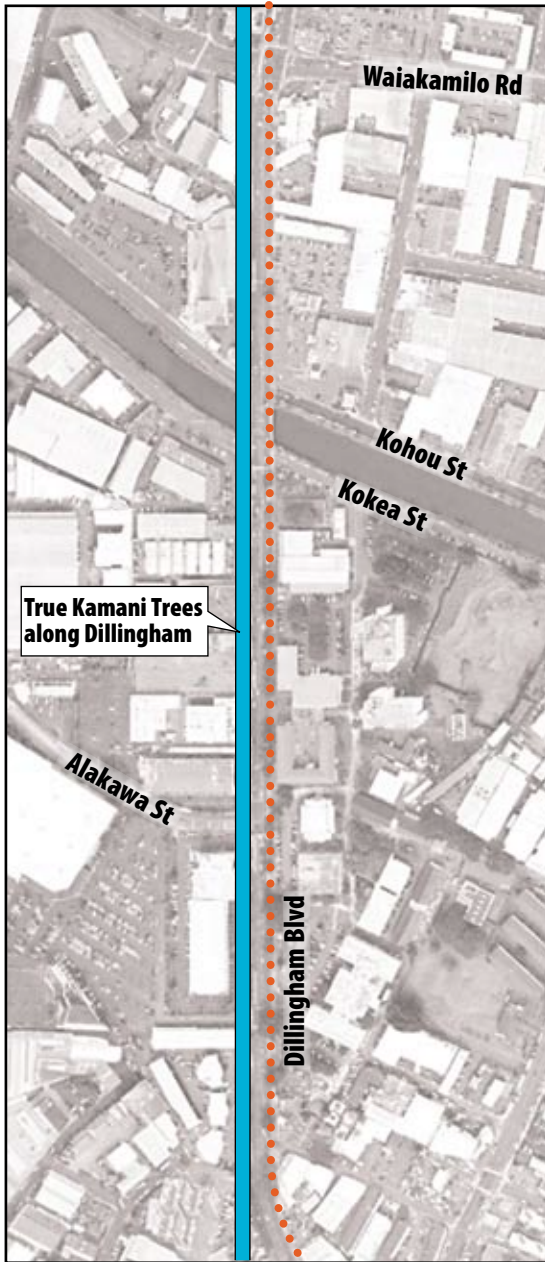 Waiakamilo Rd
Kohou St
Kokea St
True Kamani Trees
along Dillingham
Alakawa St
Dillingham Blvd